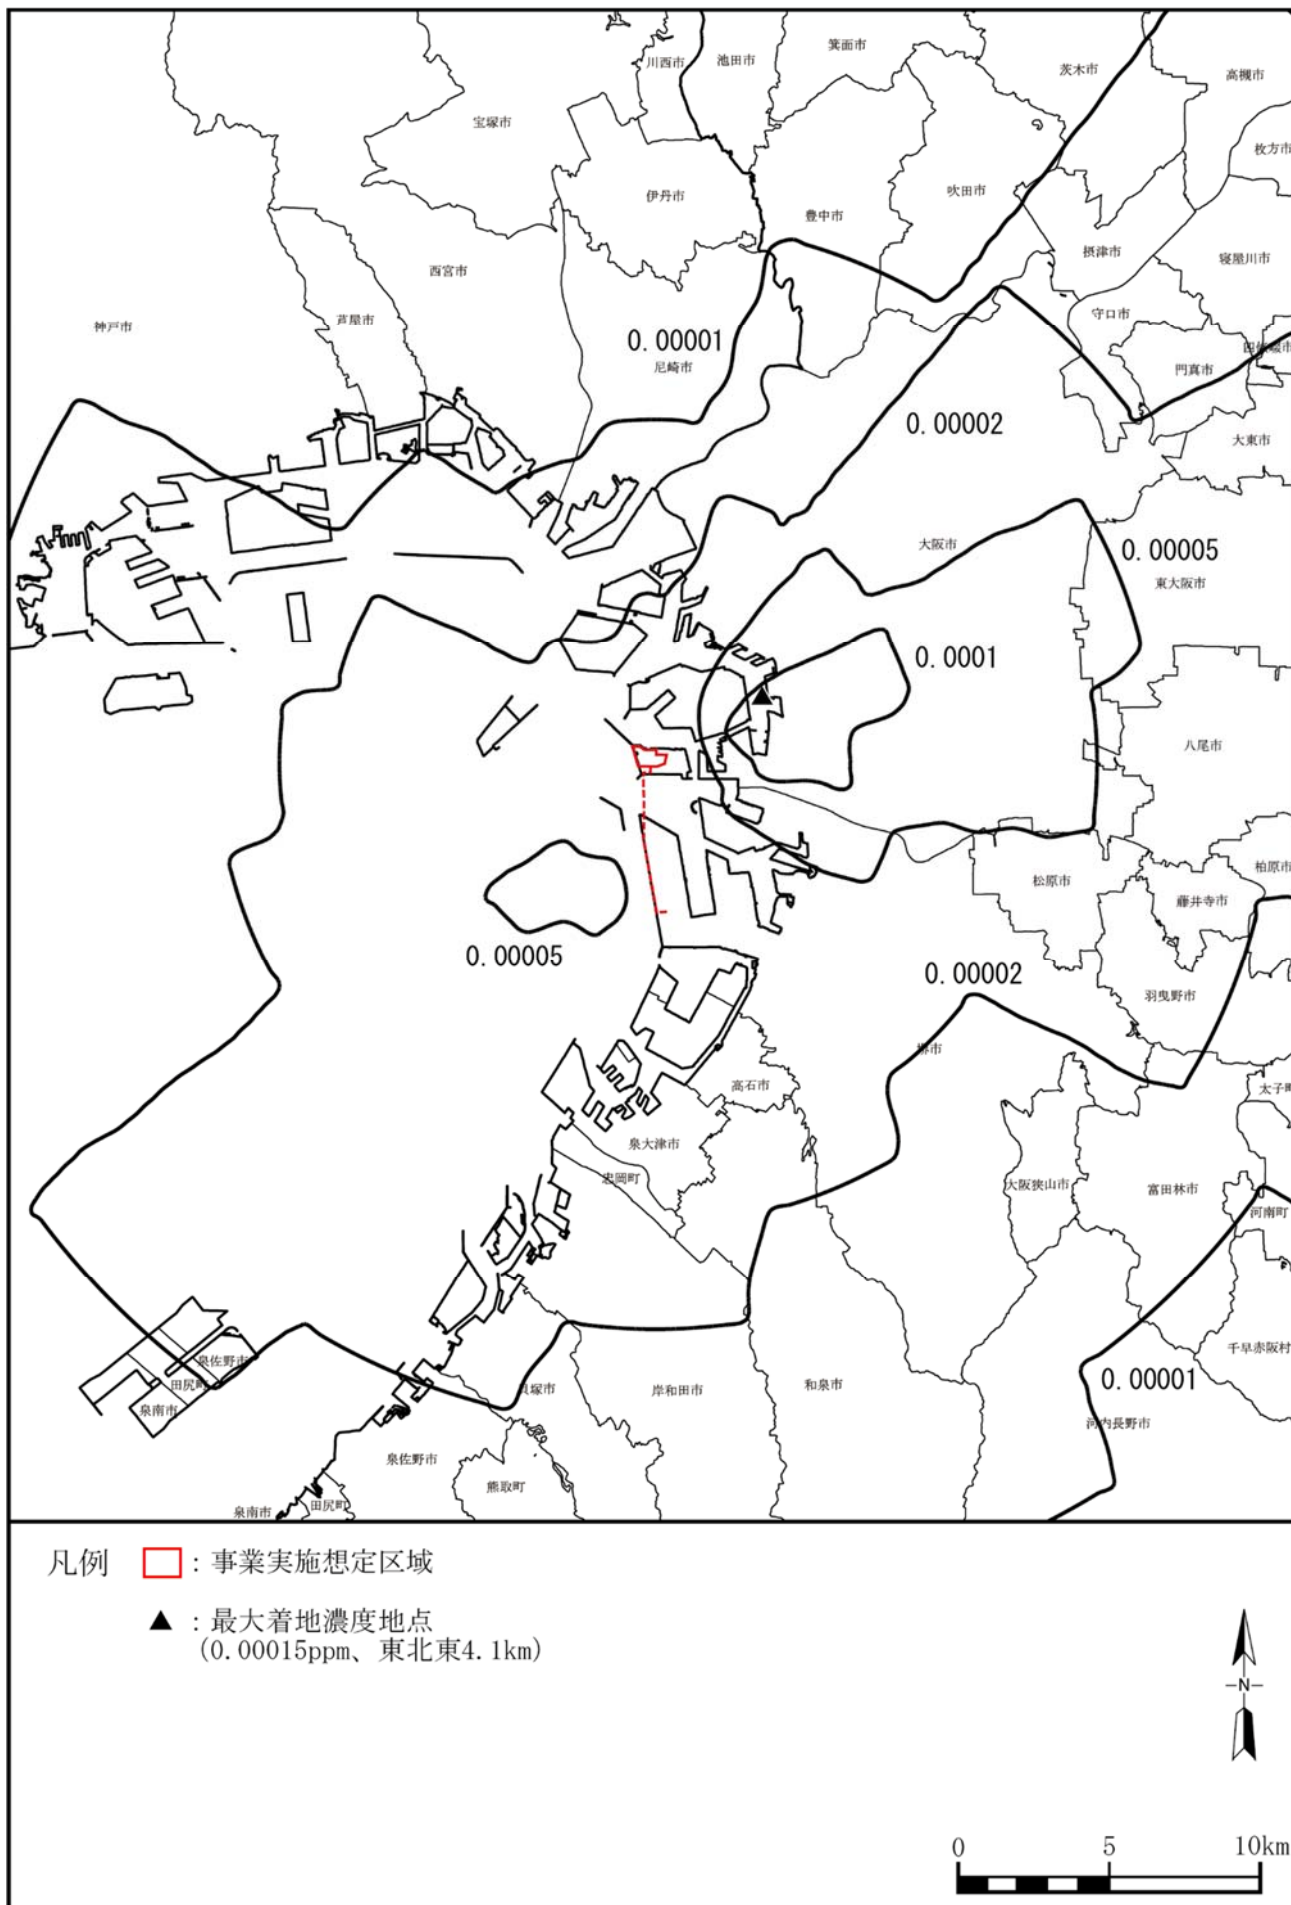 川西市
池田市
箕面市
茨木市
高槻市
宝塚市
枚方市
伊丹市
吹田市
豊中市
摂津市
寝屋川市
西宮市
神戸市
芦屋市
守口市
0.00001
尼崎市
門真市
0.00002
大東市
大阪市
0.00005
東大阪市
0.0001
八尾市
柏原市
松原市
藤井寺市
0.00005
0.00002
羽曳野市
堺市
高石市
太子町
泉大津市
忠岡町
大阪狭山市
富田林市
河南町
千早赤阪村
泉佐野市
田尻町
泉南市
貝塚市
岸和田市
和泉市
0.00001
河内長野市
泉佐野市
熊取町
田尻町
泉南市
凡例
：事業実施想定区域
▲：最大着地濃度地点
(0.00015ppm、東北東4.1km)
N
0 5 10km